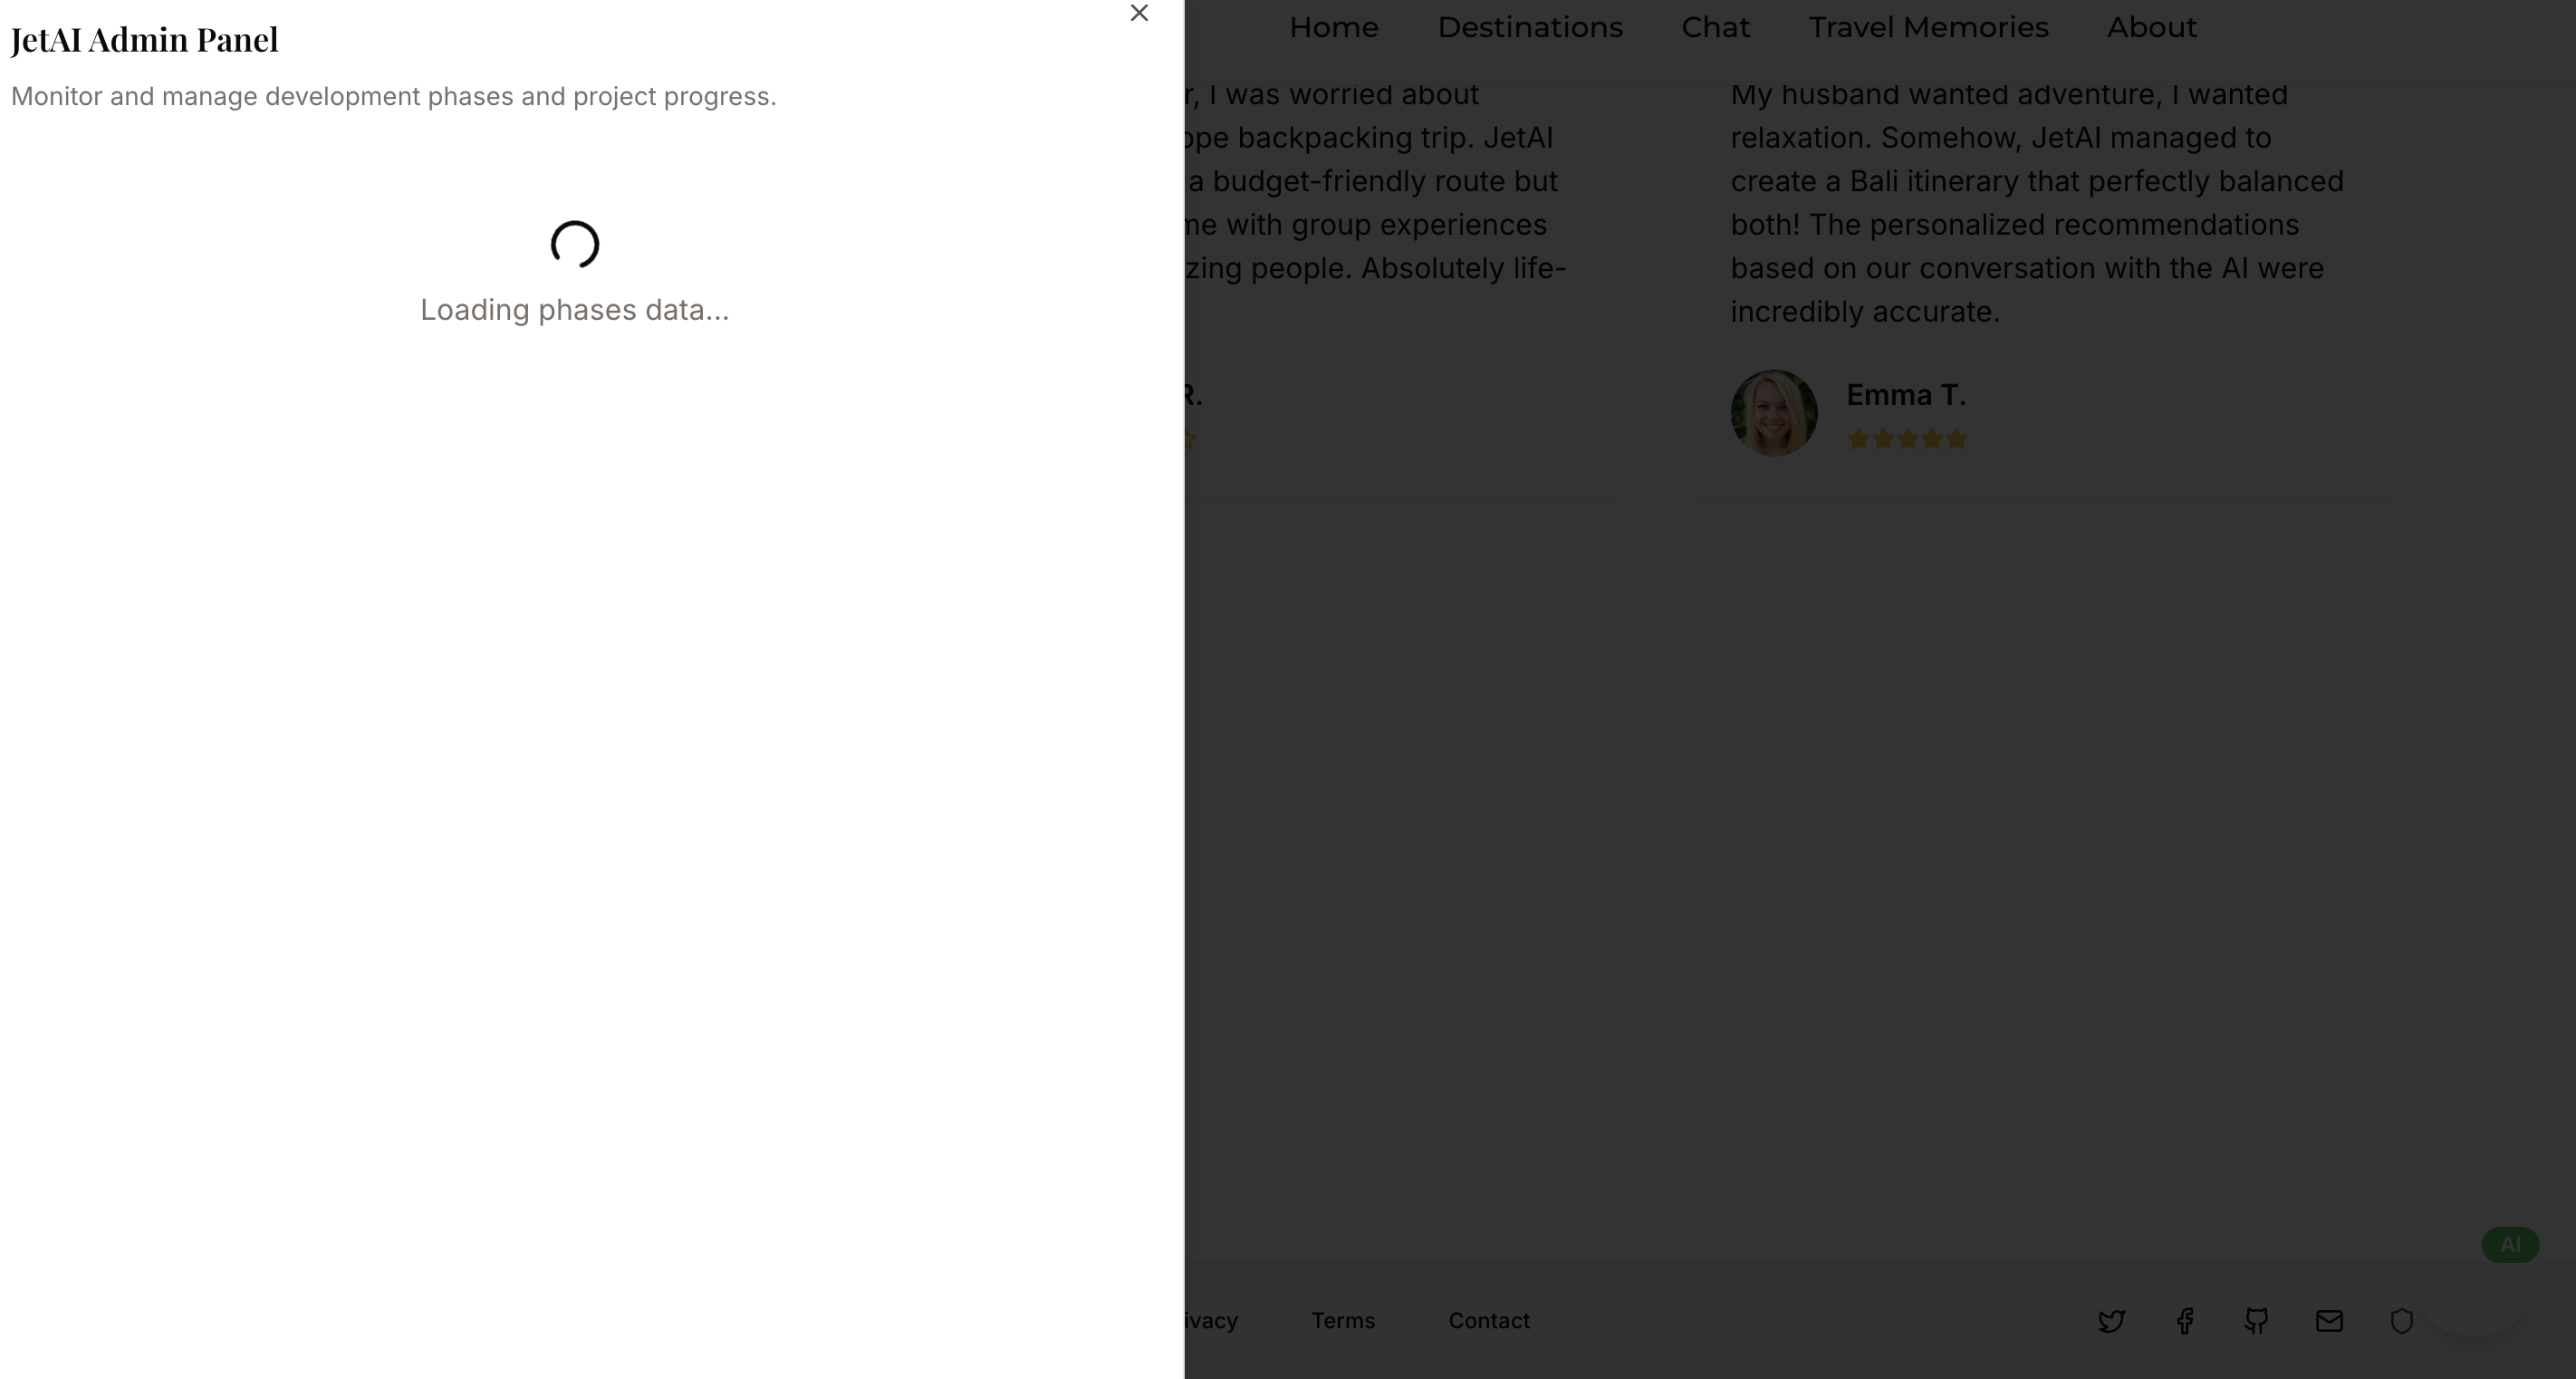 JetAI Admin Panel
Monitor and manage development phases and project progress.
Loading phases data...
Home
Destinations
Chat
Travel Memories
About
r, I was worried about
ope backpacking trip. JetAI
a budget-friendly route but
me with group experiences
zing people. Absolutely life-
R.
My husband wanted adventure, I wanted
relaxation. Somehow, JetAI managed to
create a Bali itinerary that perfectly balanced
both! The personalized recommendations
based on our conversation with the AI were
incredibly accurate.
Emma T.
AI
ivacy
Terms
Contact